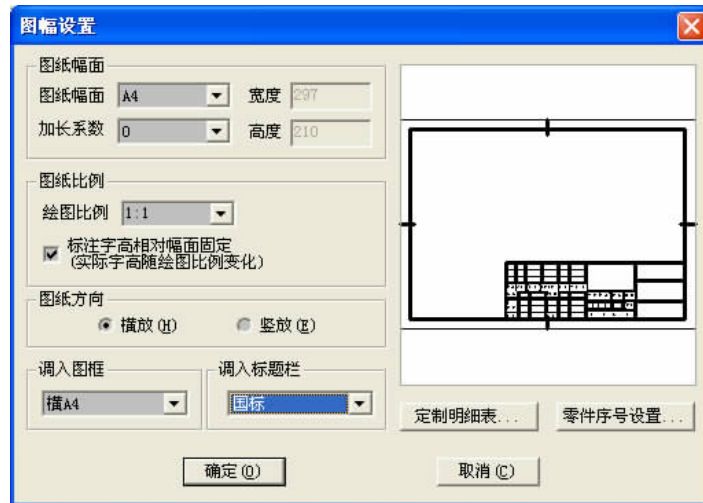 图幅设置
图纸幅面
图纸幅面 A4 宽度 297
加长系数 0 高度 210
图纸比例
绘图比例 1:1
标注字高相对幅面固定
(实际字高随绘图比例变化)
图纸方向
横放(H) 竖放(E)
调入图框 调入标题栏
横A4 国标
定制明细表... 零件序号设置...
确定(O) 取消(C)